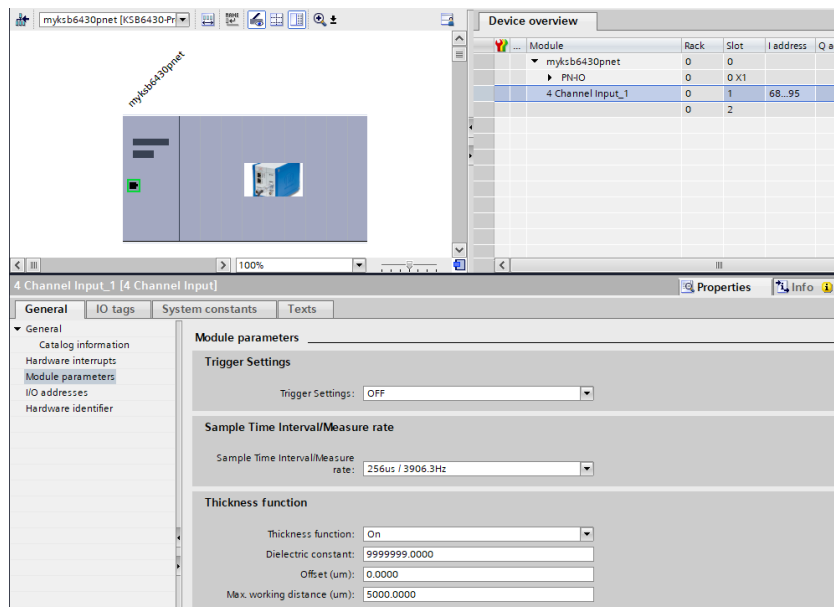 myksb6430pnet [KSB6430-Pr
Device overview
... Module Rack Slot I address Q a
myksb6430pnet 0 0
PN-IO 0 0 X1
4 Channel Input_1 0 1 68...95
0 2
myksb6430pnet
100%
4 Channel Input_1 [4 Channel Input]
Properties
Info
General
IO tags
System constants
Texts
General
Catalog information
Hardware interrupts
Module parameters
I/O addresses
Hardware identifier
Module parameters
Trigger Settings
Trigger Settings: OFF
Sample Time Interval/Measure rate
Sample Time Interval/Measure
rate: 256us / 3906.3Hz
Thickness function
Thickness function: On
Dielectric constant: 9999999.0000
Offset (um): 0.0000
Max. working distance (um): 5000.0000